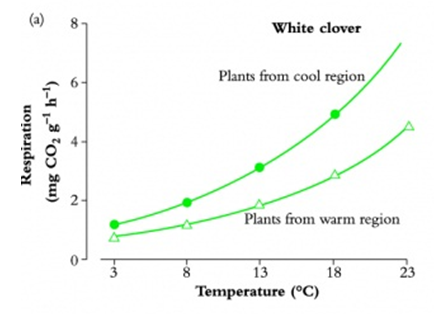 (a)
White clover
8
6
4
2
0
Respiration
(mg CO₂ g⁻¹ h⁻¹)
Plants from cool region
Plants from warm region
3 8 13 18 23
Temperature (°C)